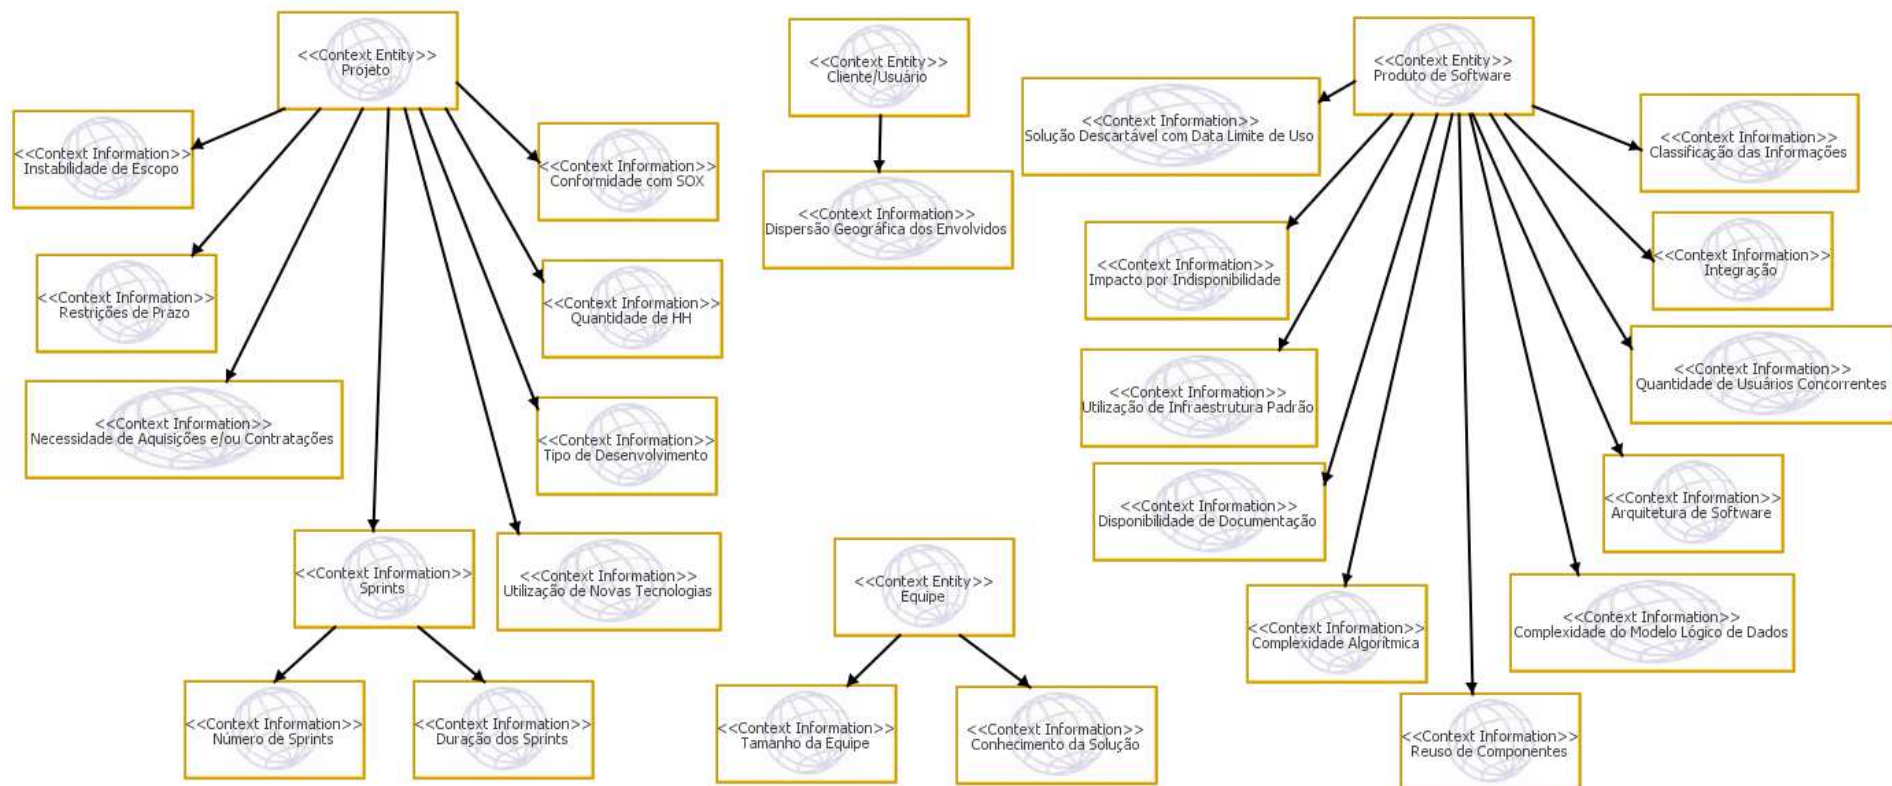 <<Context Entity>>
Projeto
<<Context Entity>>
Cliente/Usuário
<<Context Entity>>
Produto de Software
<<Context Information>>
Instabilidade de Escopo
<<Context Information>>
Conformidade com SOX
<<Context Information>>
Dispersão Geográfica dos Envolvidos
<<Context Information>>
Solução Descartável com Data Limite de Uso
<<Context Information>>
Classificação das Informações
<<Context Information>>
Restrições de Prazo
<<Context Information>>
Quantidade de HH
<<Context Information>>
Impacto por Indisponibilidade
<<Context Information>>
Integração
<<Context Information>>
Necessidade de Aquisições e/ou Contratações
<<Context Information>>
Tipo de Desenvolvimento
<<Context Information>>
Utilização de Infraestrutura Padrão
<<Context Information>>
Quantidade de Usuários Concorrentes
<<Context Information>>
Disponibilidade de Documentação
<<Context Information>>
Arquitetura de Software
<<Context Information>>
Sprints
<<Context Information>>
Utilização de Novas Tecnologias
<<Context Entity>>
Equipe
<<Context Information>>
Complexidade Algorítmica
<<Context Information>>
Complexidade do Modelo Lógico de Dados
<<Context Information>>
Número de Sprints
<<Context Information>>
Duração dos Sprints
<<Context Information>>
Tamanho da Equipe
<<Context Information>>
Conhecimento da Solução
<<Context Information>>
Reuso de Componentes